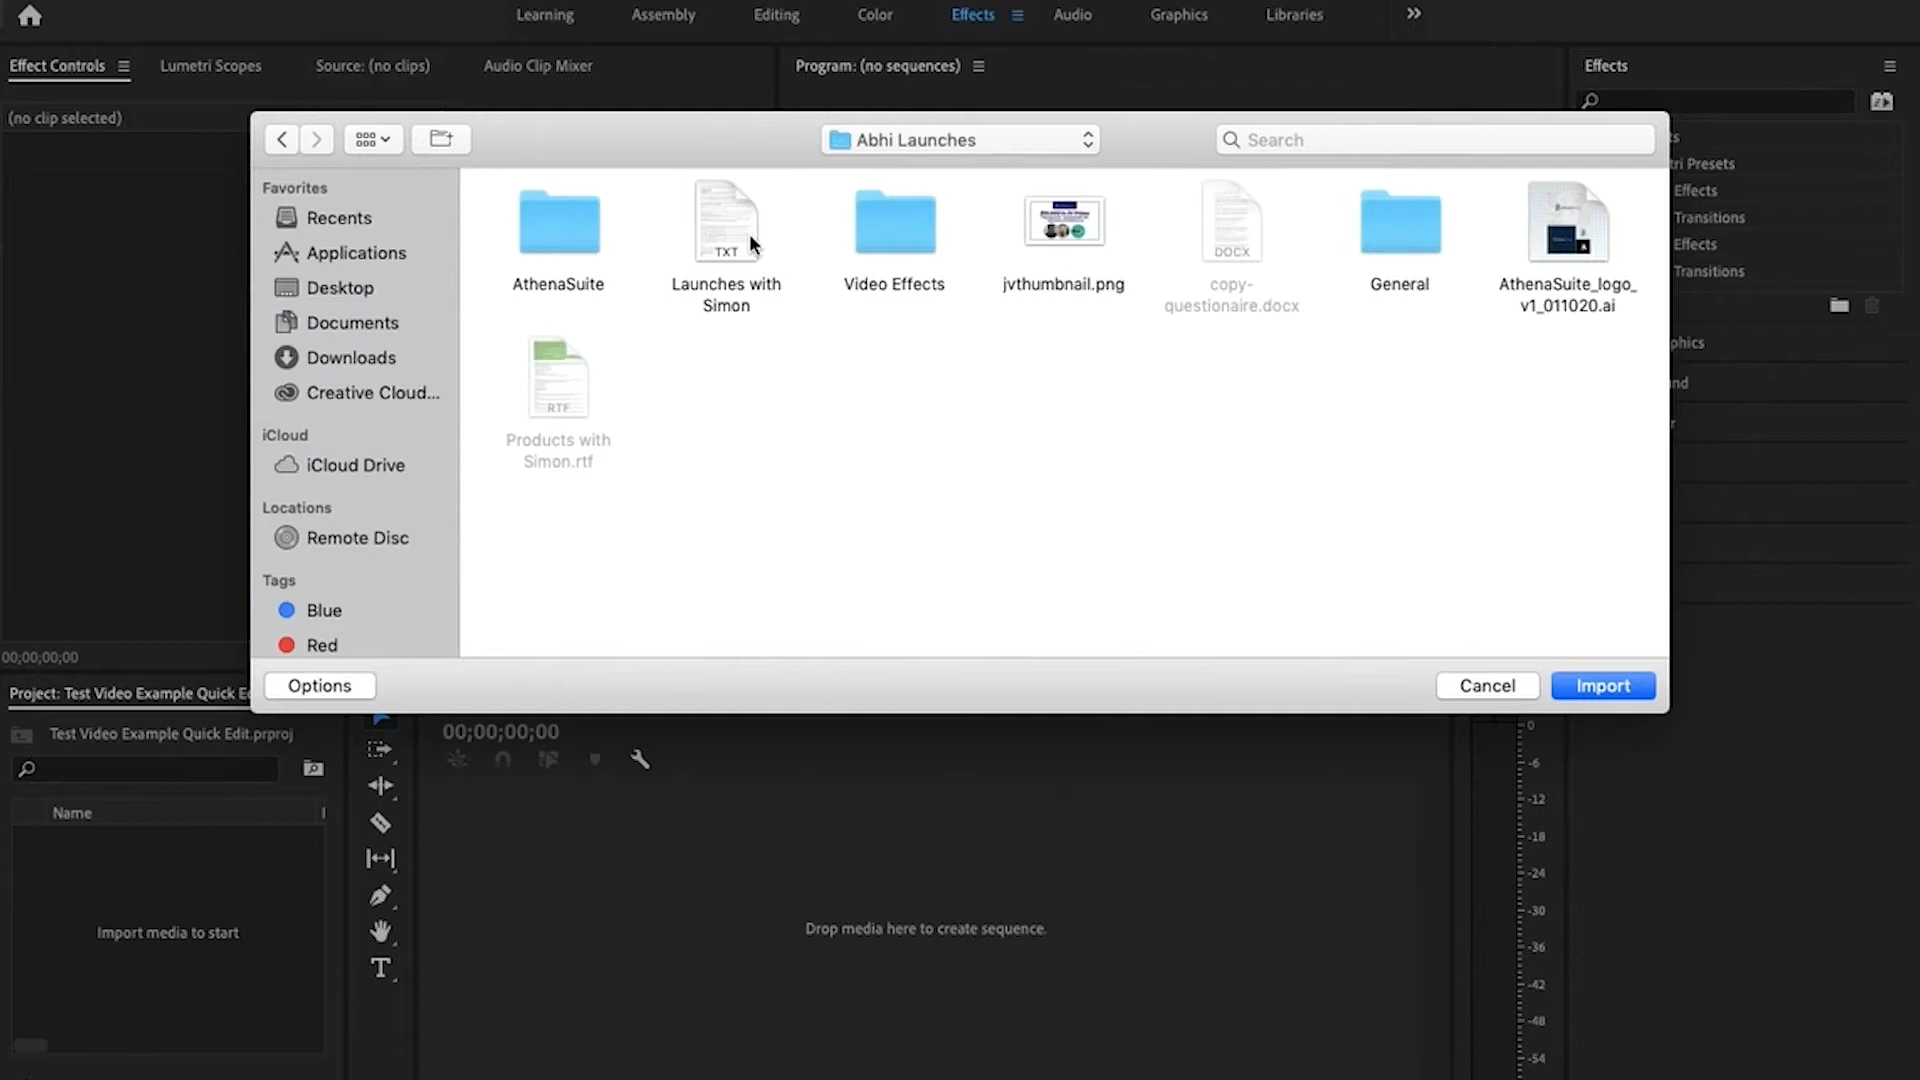 Learning Assembly Editing Color Effects Audio Graphics Libraries
Effect Controls Lumetri Scopes Source: (no clips) Audio Clip Mixer Program: (no sequences) Effects
(no clip selected)
Abhi Launches
Search
Favorites
Recents
Applications
Desktop
Documents
Downloads
Creative Cloud...
iCloud
iCloud Drive
Locations
Remote Disc
Tags
Blue
Red
AthenaSuite
TXT
Launches with
Simon
Video Effects
jvthumbnail.png
DOCX
copy-
questionaire.docx
General
AthenaSuite_logo_
v1_011020.ai
RTF
Products with
Simon.rtf
ts
tri Presets
Effects
Transitions
Effects
Transitions
phics
nd
r
Options
Cancel
Import
00;00;00;00
Project: Test Video Example Quick Ed
Test Video Example Quick Edit.prproj
Name
Import media to start
00;00;00;00
Drop media here to create sequence.
0
-6
-12
-18
-24
-30
-36
-42
-48
-54